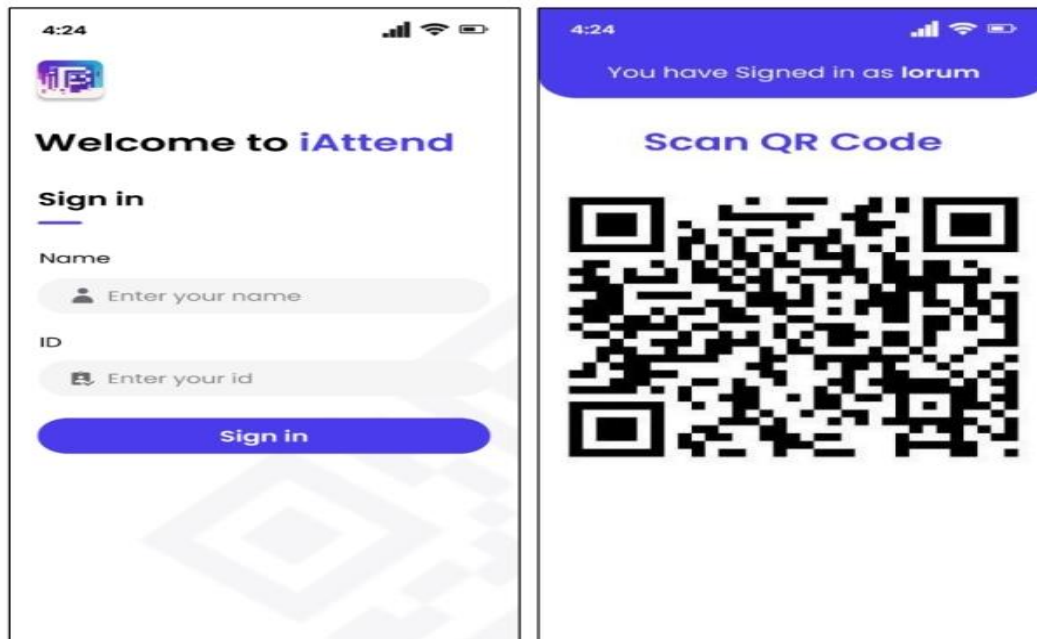 4:24
Welcome to iAttend
Sign in
Name
Enter your name
ID
Enter your id
Sign in
4:24
You have Signed in as lorum
Scan QR Code